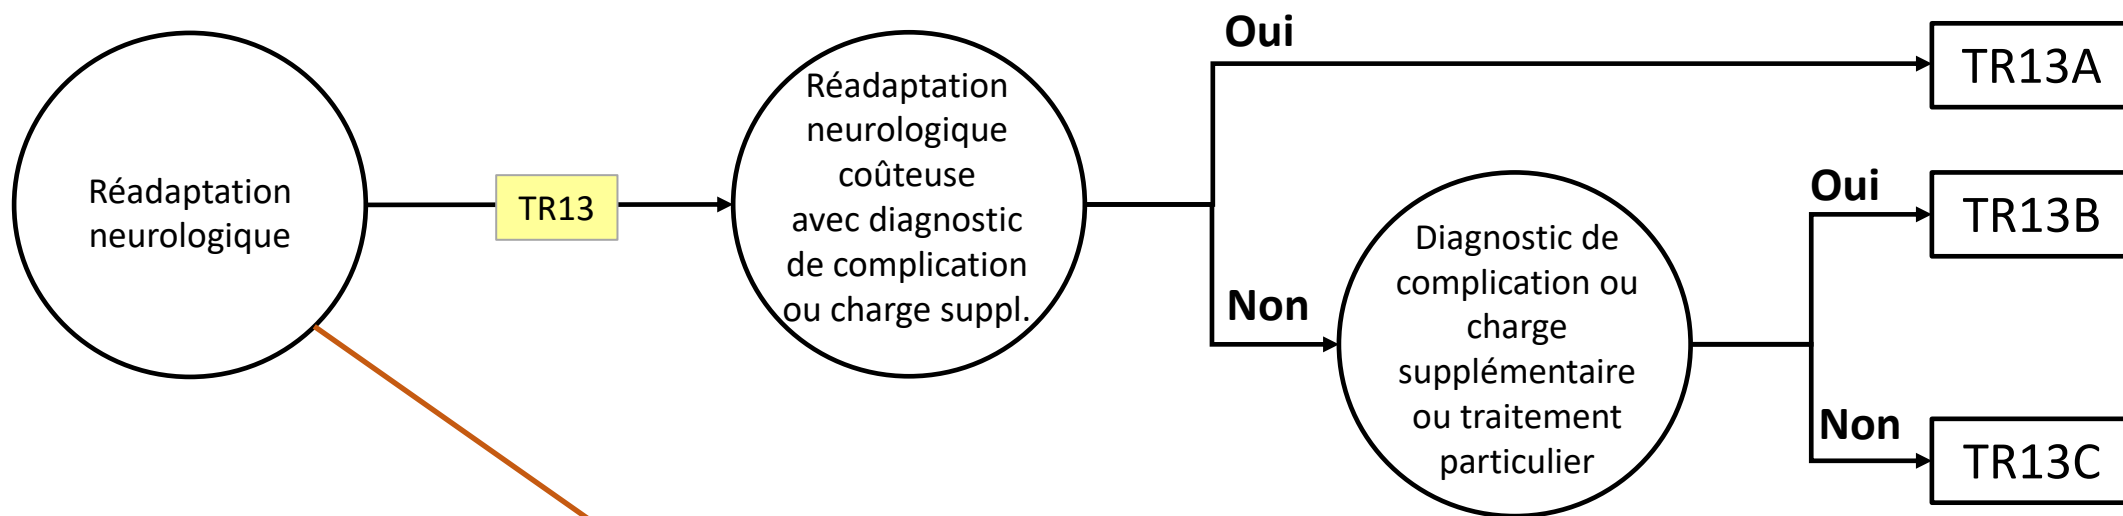 Réadaptation
neurologique
TR13
Réadaptation
neurologique
coûteuse
avec diagnostic
de complication
ou charge suppl.
Oui
TR13A
Non
Diagnostic de
complication ou
charge
supplémentaire
ou traitement
particulier
Oui
TR13B
Non
TR13C